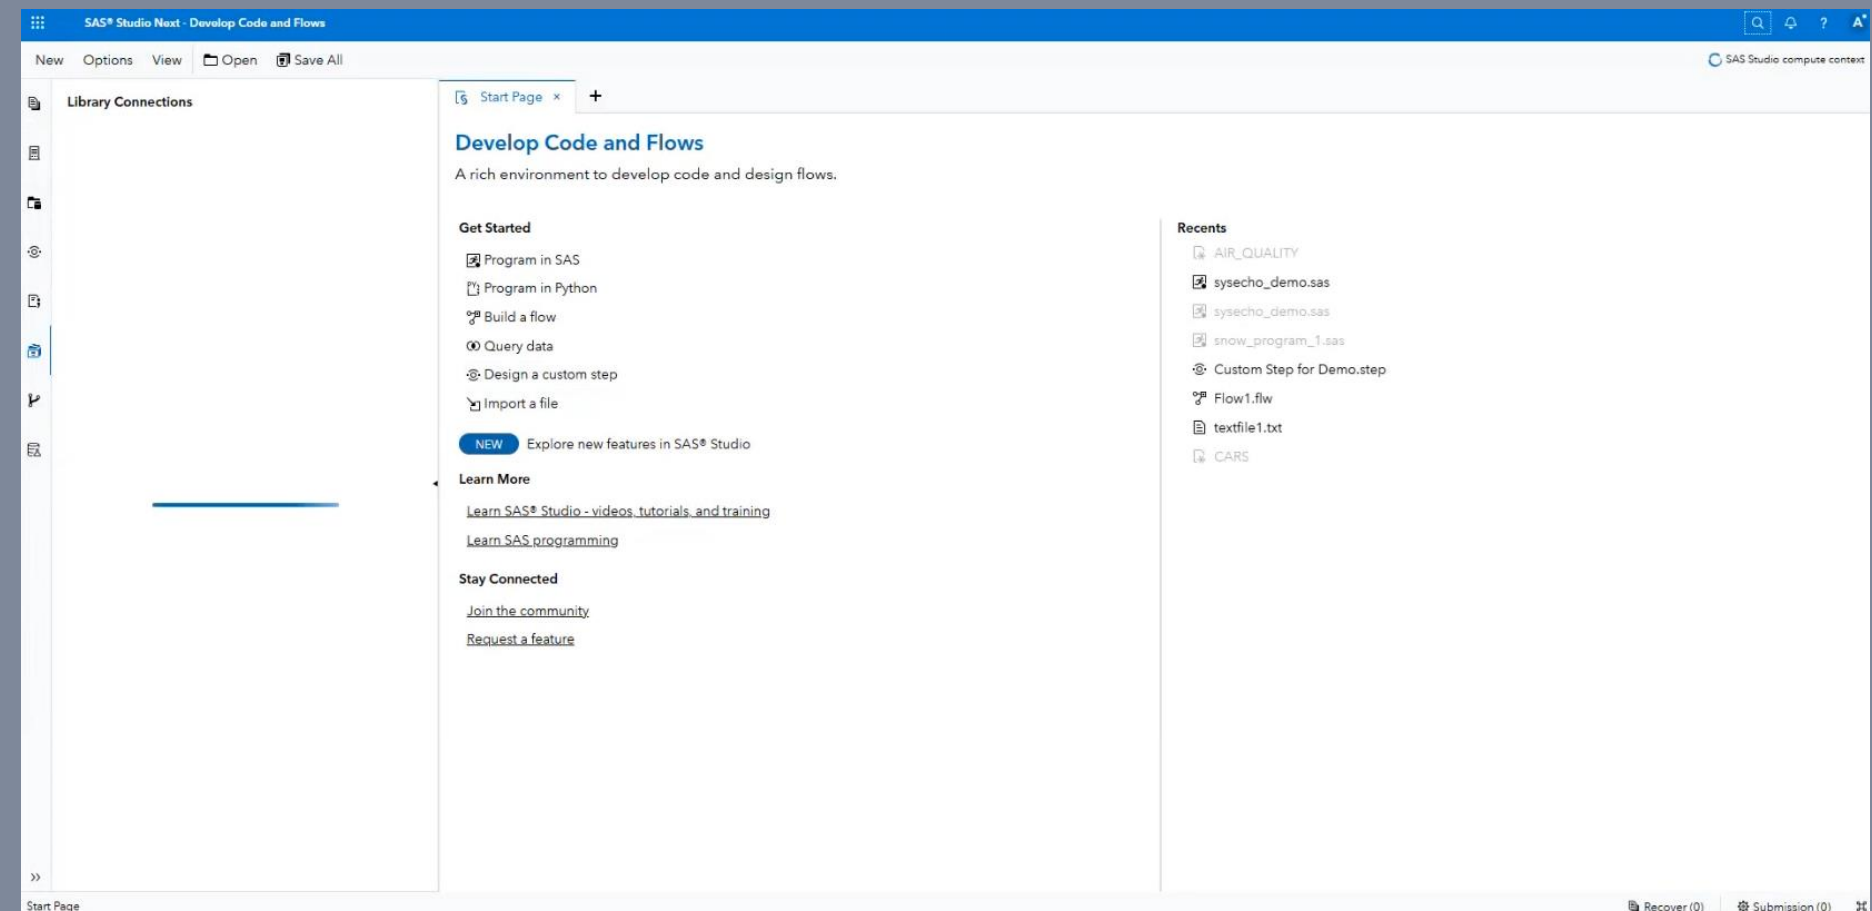 SAS® Studio Next - Develop Code and Flows
New Options View Open Save All
SAS Studio compute context
Library Connections
Start Page × +
Develop Code and Flows
A rich environment to develop code and design flows.
Get Started
Program in SAS
Program in Python
Build a flow
Query data
Design a custom step
Import a file
NEW Explore new features in SAS® Studio
Learn More
Learn SAS® Studio - videos, tutorials, and training
Learn SAS programming
Stay Connected
Join the community
Request a feature
Recents
AIR_QUALITY
sysecho_demo.sas
sysecho_demo.sas
snow_program_1.sas
Custom Step for Demo.step
Flow1.flw
textfile1.txt
CARS
Start Page
Recover (0) Submission (0)